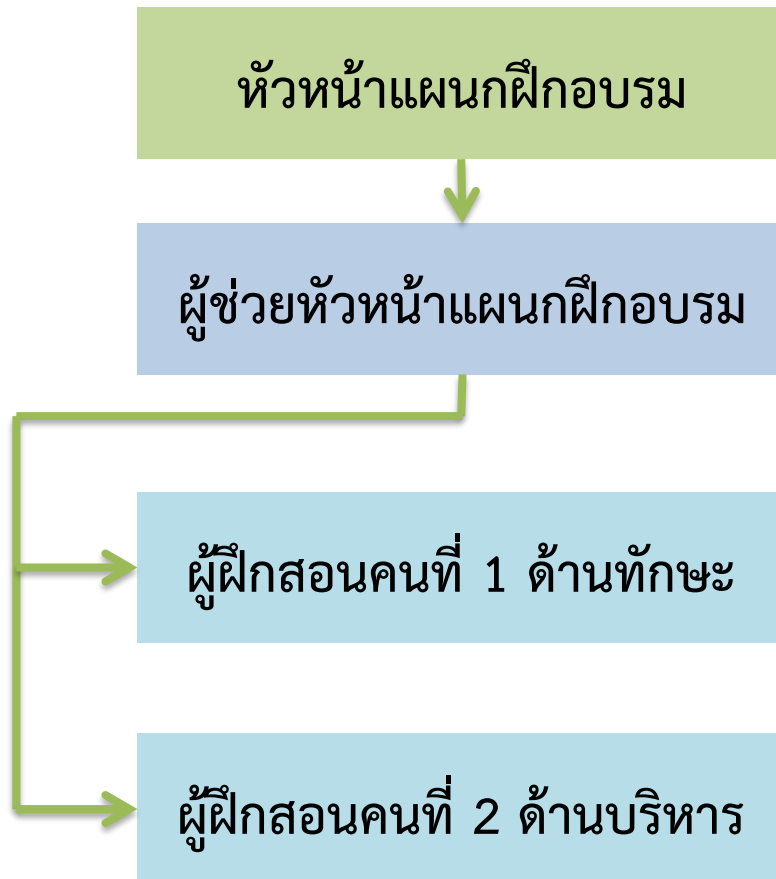 หัวหน้าแผนกฝึกอบรม
ผู้ช่วยหัวหน้าแผนกฝึกอบรม
ผู้ฝึกสอนคนที่ 1 ด้านทักษะ
ผู้ฝึกสอนคนที่ 2 ด้านบริหาร